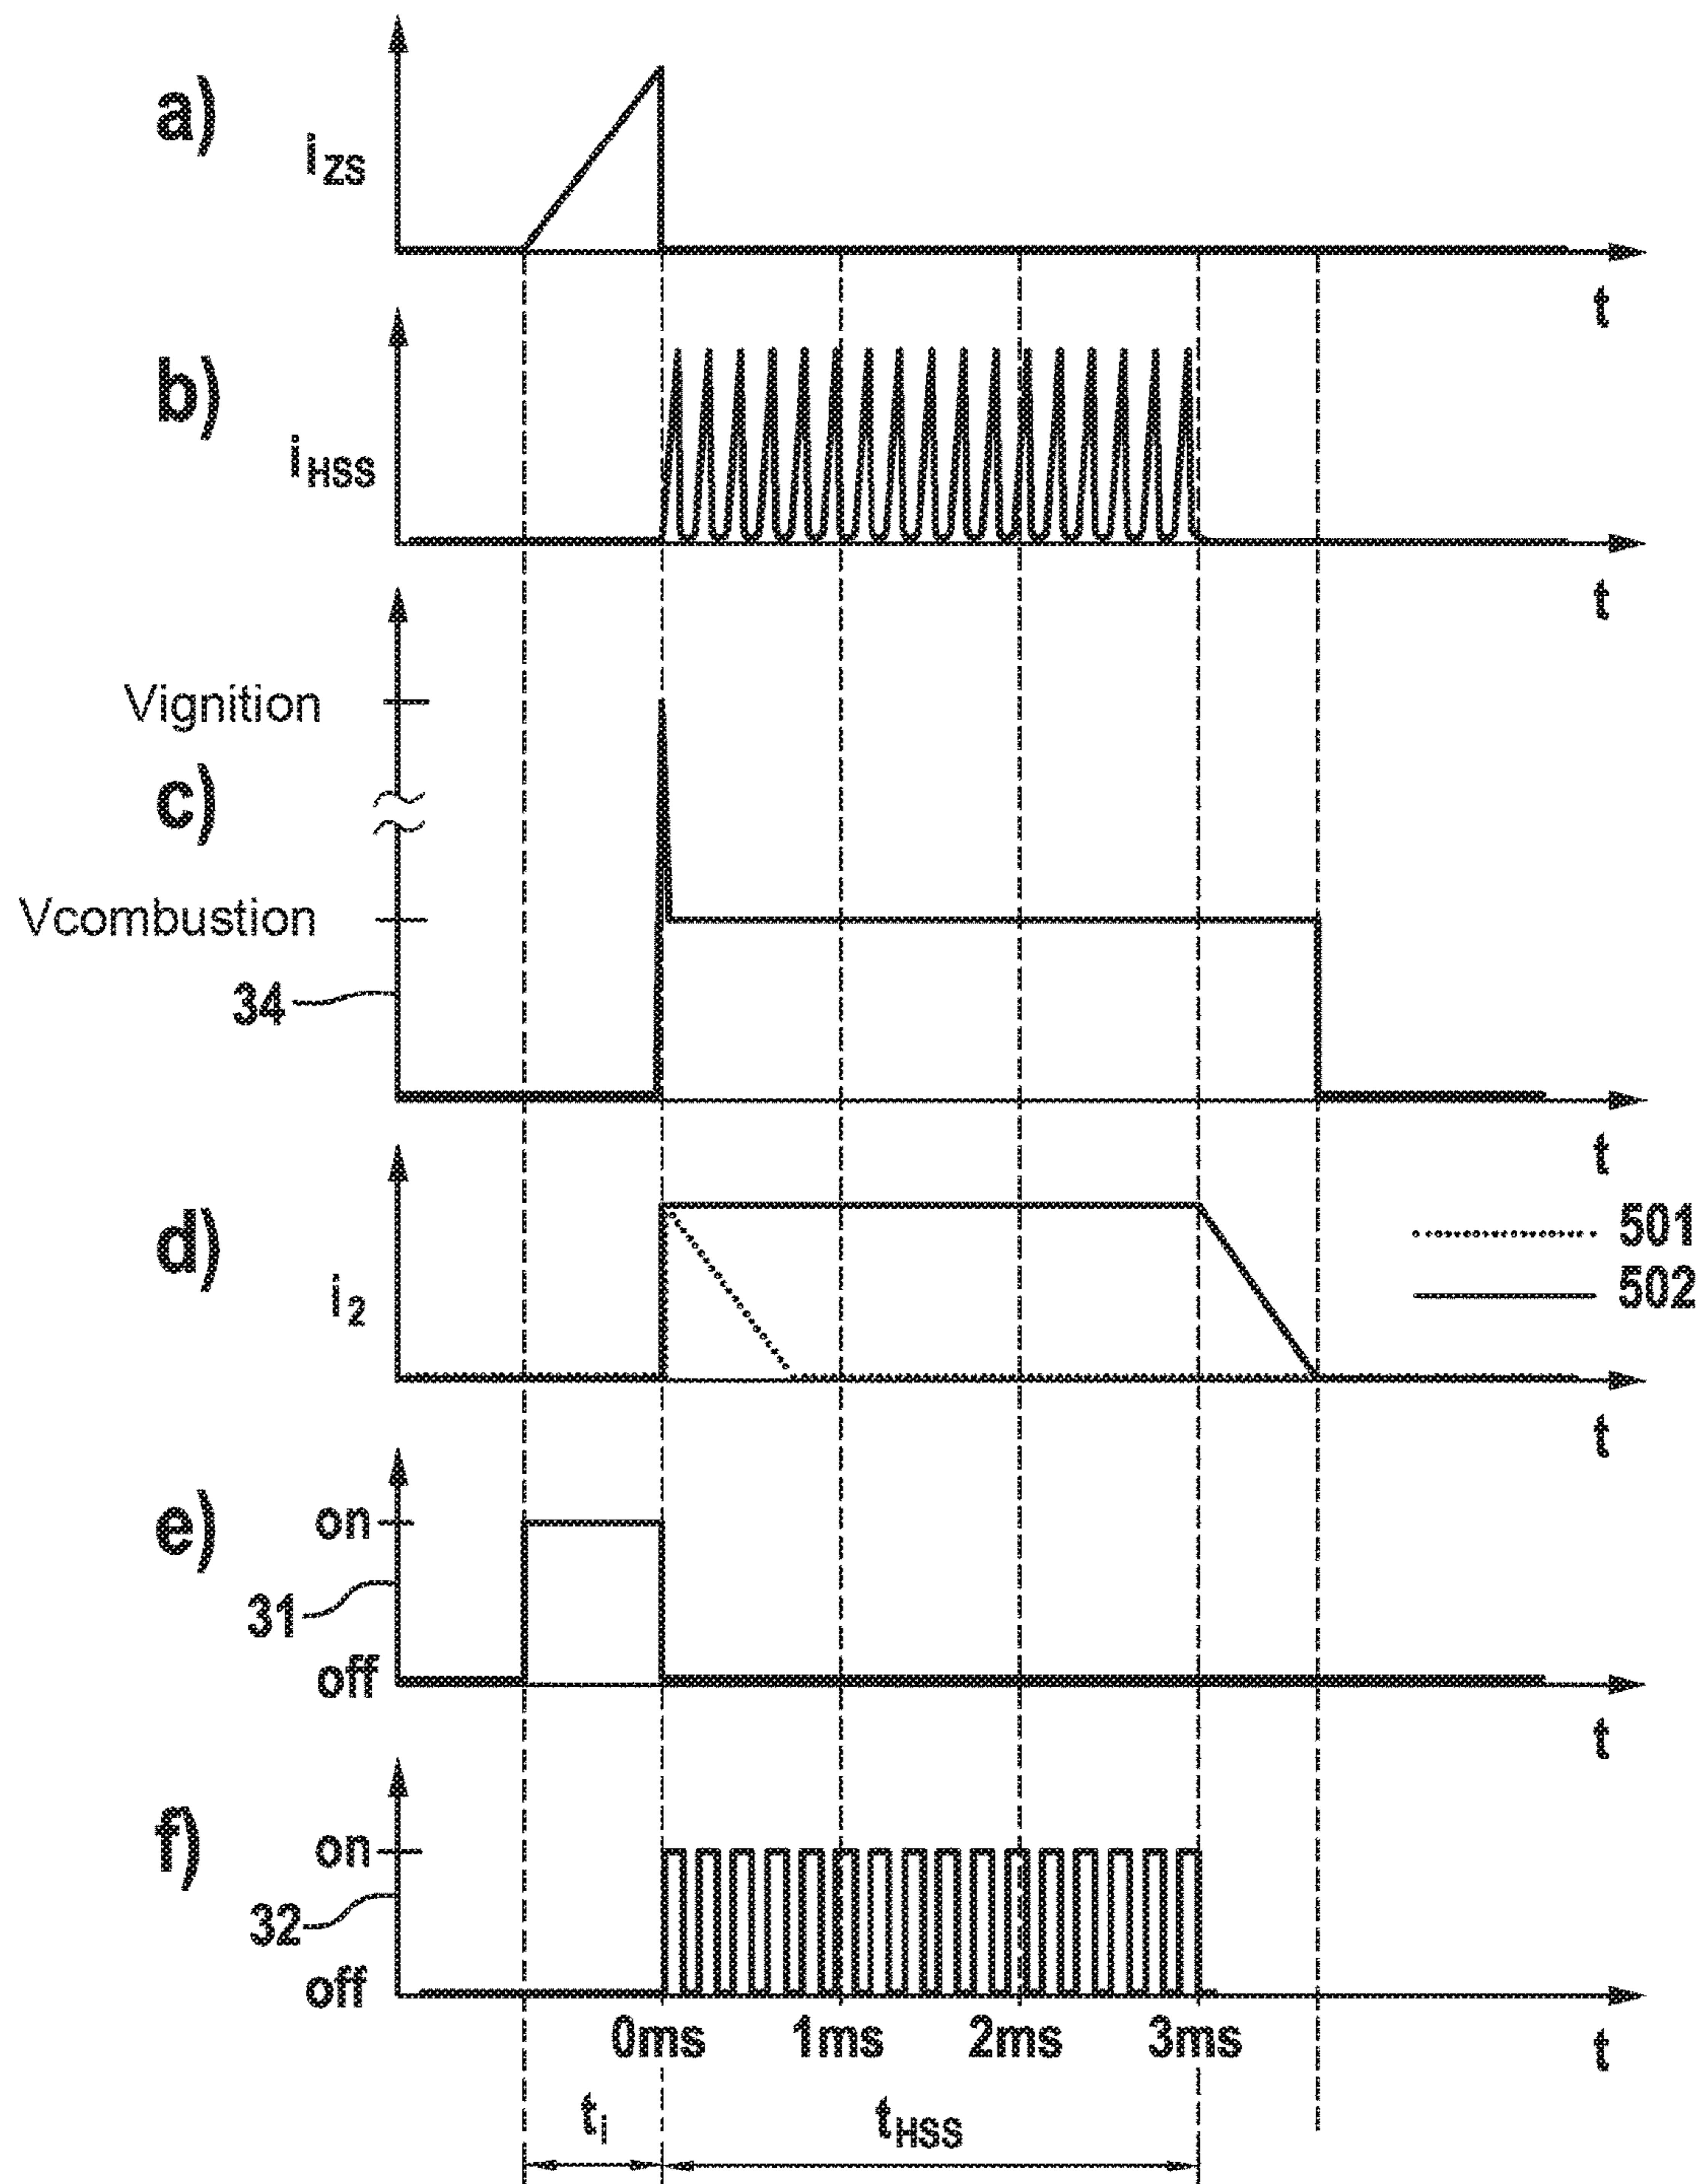 a)
iZS
t
b)
iHSS
t
Vignition
c)
Vcombustion
34
t
d)
501
502
i2
t
e)
on
31
off
t
f)
on
32
off
0ms 1ms 2ms 3ms
t
ti tHSS